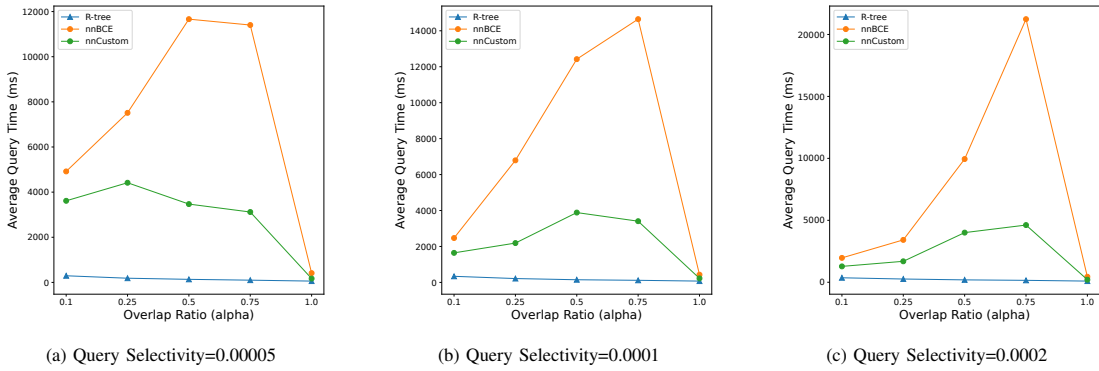 12000
10000
8000
6000
4000
2000
0
Average Query Time (ms)
R-tree
nnBCE
nnCustom
0.1 0.25 0.5 0.75 1.0
Overlap Ratio (alpha)
(a) Query Selectivity=0.00005
14000
12000
10000
8000
6000
4000
2000
0
Average Query Time (ms)
R-tree
nnBCE
nnCustom
0.1 0.25 0.5 0.75 1.0
Overlap Ratio (alpha)
(b) Query Selectivity=0.0001
20000
15000
10000
5000
0
Average Query Time (ms)
R-tree
nnBCE
nnCustom
0.1 0.25 0.5 0.75 1.0
Overlap Ratio (alpha)
(c) Query Selectivity=0.0002